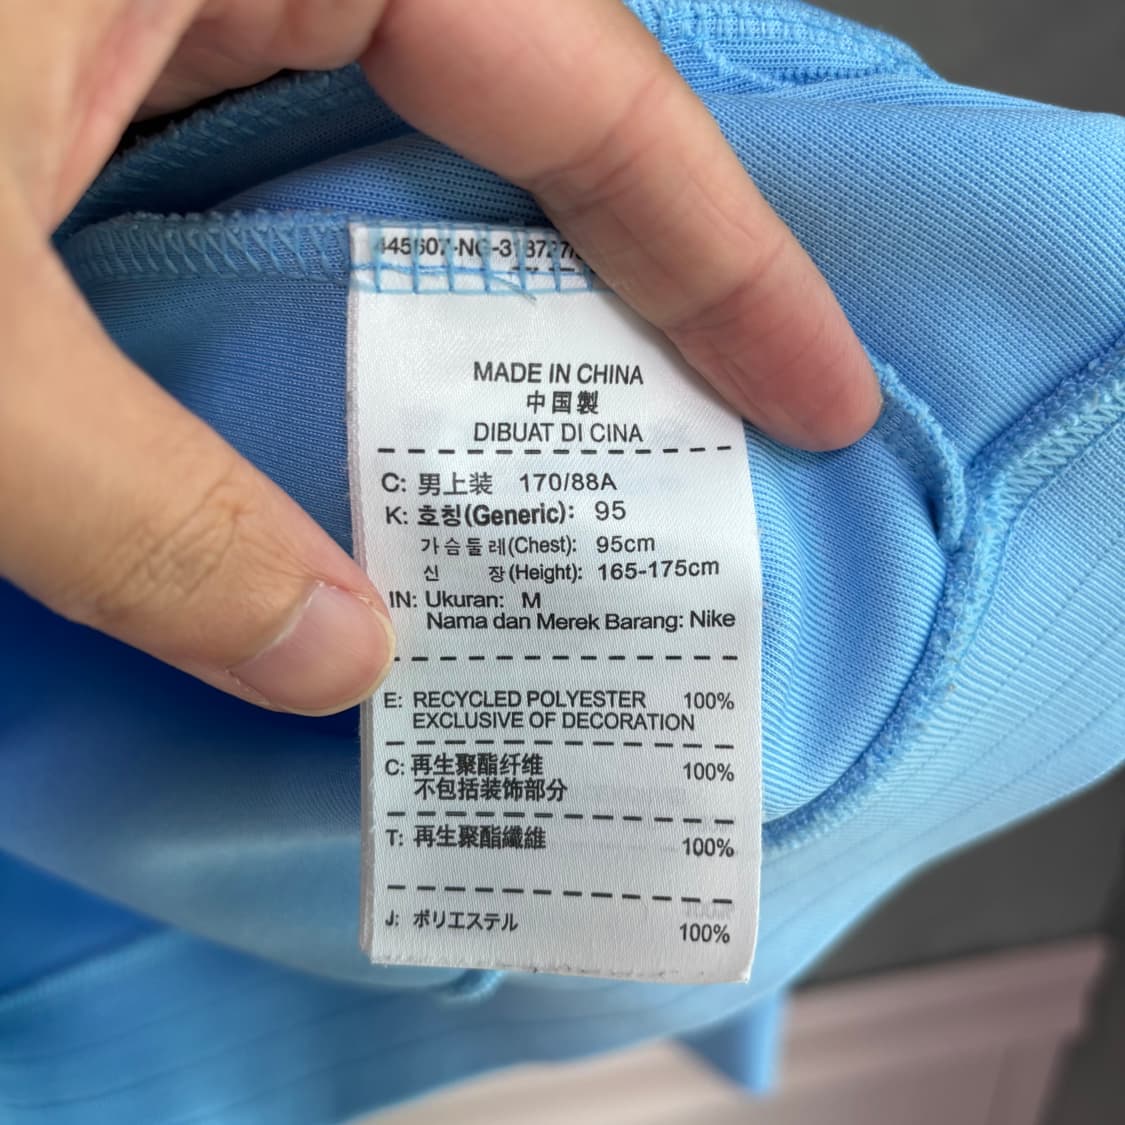 MADE IN CHINA
中国製
DIBUAT DI CINA
C: 男上装 170/88A
K: 호칭(Generic): 95
가슴둘레(Chest): 95cm
신 장(Height): 165-175cm
IN: Ukuran: M
Nama dan Merek Barang: Nike
E: RECYCLED POLYESTER 100%
EXCLUSIVE OF DECORATION
C: 再生聚酯纤维 100%
不包括装饰部分
T: 再生聚酯纖維 100%
J: ポリエステル 100%